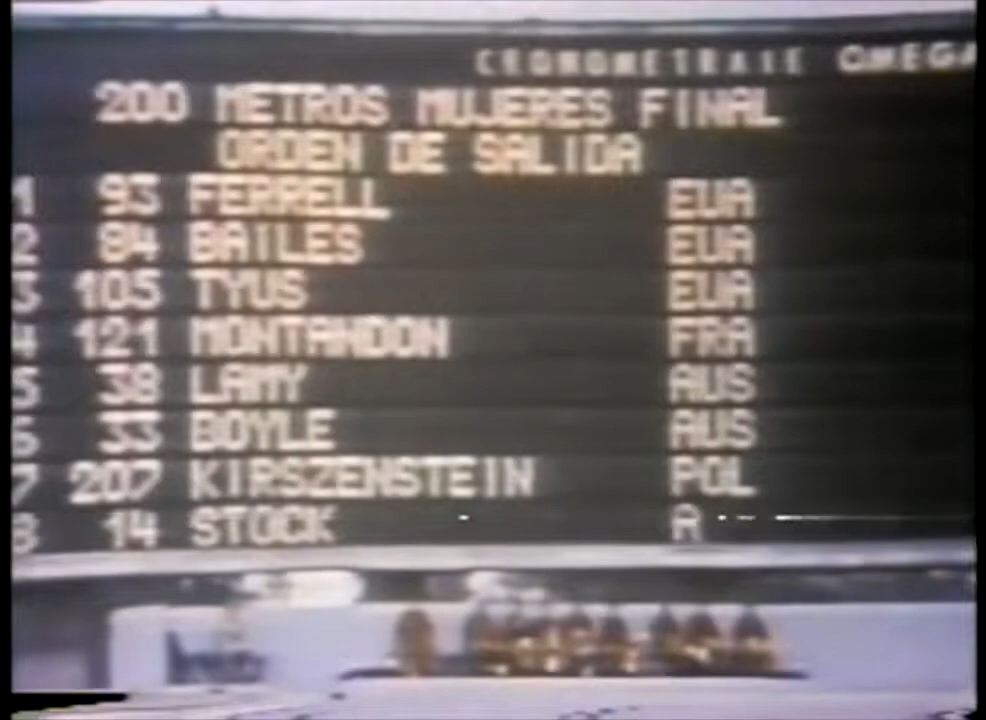 CRONOMETRAJE OMEGA
200 METROS MUJERES FINAL
ORDEN DE SALIDA
1 93 FERRELL EUA
2 84 BAILES EUA
3 105 TYUS EUA
4 121 MONTANDON FRA
5 38 LAMY AUS
6 33 BOYLE AUS
7 207 KIRSZENSTEIN POL
8 14 STOCK A